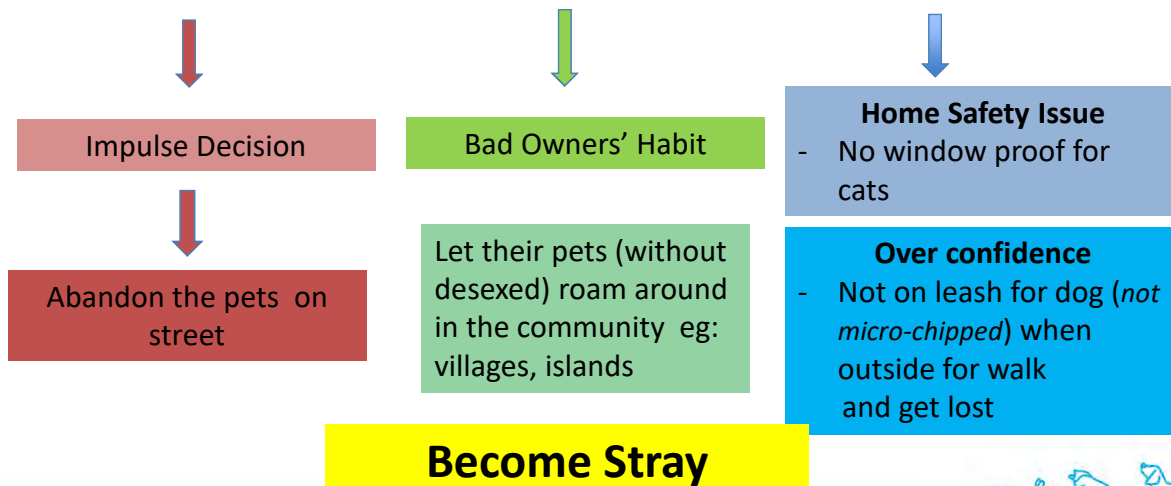 Impulse Decision
Abandon the pets on
street
Bad Owners’ Habit
Let their pets (without
desexed) roam around
in the community eg:
villages, islands
Home Safety Issue
- No window proof for
cats
Over confidence
- Not on leash for dog (not
micro-chipped) when
outside for walk
and get lost
Become Stray